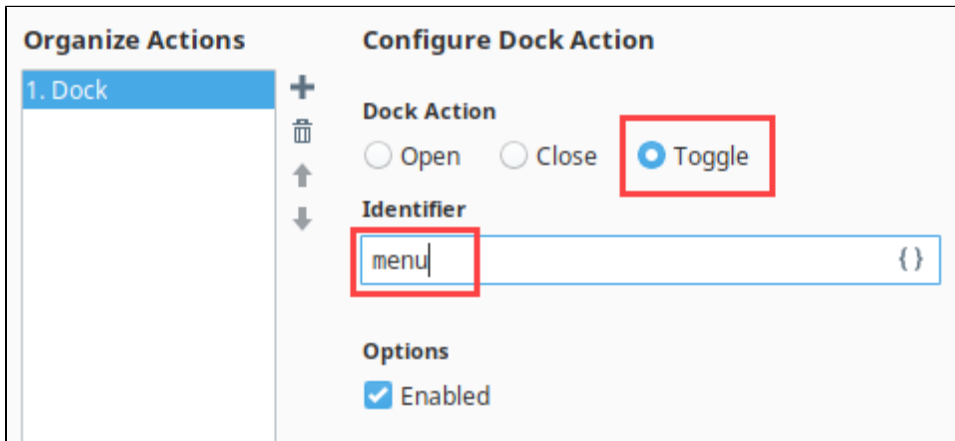 Organize Actions
Configure Dock Action
1. Dock
Dock Action
Open Close Toggle
Identifier
menu {}
Options
Enabled